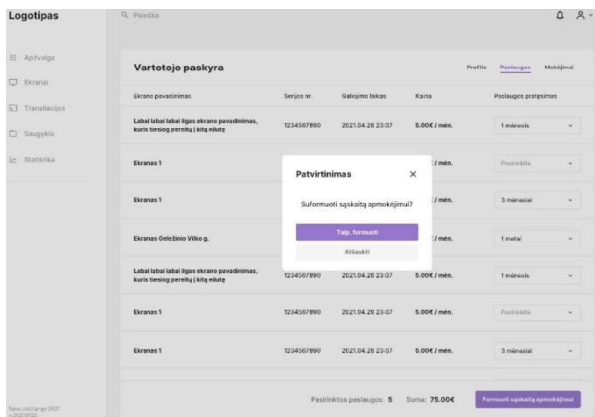 Logotipas
Paieška
Apžvalga
Ekranai
Transliacijos
Saugykla
Statistika
Vartotojo paskyra
Profilis Paslaugos Mokėjimai
Ekrano pavadinimas Serijos nr. Galiojimo laikas Kaina Paslaugos pratęsimas
Labai labai labai ilgas ekrano pavadinimas,
kuris tiesiog pereitų į kitą eilutę
1234567890 2021.04.26 23:07 5.00€ / mėn. 1 mėnesis
Ekranas 1 / mėn. Pasirinkite
Ekranas 1 / mėn. 3 mėnesiai
Ekranas Geležinio Vilko g. / mėn. 1 metai
Patvirtinimas
Suformuoti sąskaitą apmokėjimui?
Taip, formuoti
Atšaukti
Labai labai labai ilgas ekrano pavadinimas,
kuris tiesiog pereitų į kitą eilutę
1234567890 2021.04.26 23:07 5.00€ / mėn. 1 mėnesis
Ekranas 1 1234567890 2021.04.26 23:07 5.00€ / mėn. Pasirinkite
Ekranas 1 1234567890 2021.04.26 23:07 5.00€ / mėn. 3 mėnesiai
Pasirinktos paslaugos: 5 Suma: 75.00€ Formuoti sąskaitą apmokėjimui